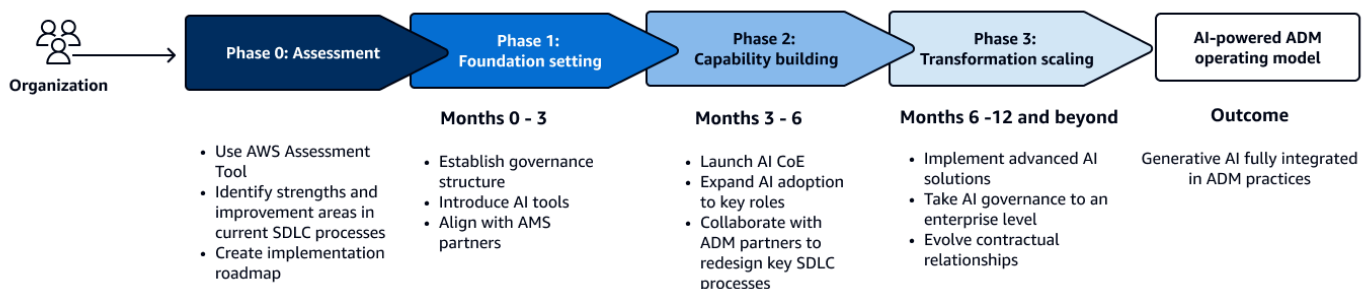 Organization
Phase 0: Assessment
Phase 1:
Foundation setting
Phase 2:
Capability building
Phase 3:
Transformation scaling
AI-powered ADM
operating model
Months 0 - 3
Months 3 - 6
Months 6 -12 and beyond
Outcome
• Use AWS Assessment
Tool
• Identify strengths and
improvement areas in
current SDLC processes
• Create implementation
roadmap
• Establish governance
structure
• Introduce AI tools
• Align with AMS
partners
• Launch AI CoE
• Expand AI adoption
to key roles
• Collaborate with
ADM partners to
redesign key SDLC
processes
• Implement advanced AI
solutions
• Take AI governance to an
enterprise level
• Evolve contractual
relationships
Generative AI fully integrated
in ADM practices